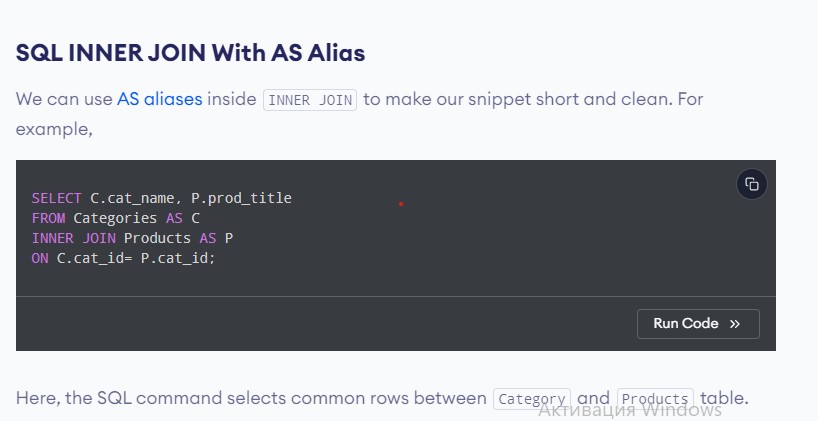 SQL INNER JOIN With AS Alias
We can use AS aliases inside INNER JOIN to make our snippet short and clean. For
example,
SELECT C.cat_name, P.prod_title
FROM Categories AS C
INNER JOIN Products AS P
ON C.cat_id= P.cat_id;
Run Code »
Here, the SQL command selects common rows between Category and Products table.
Активация Windows